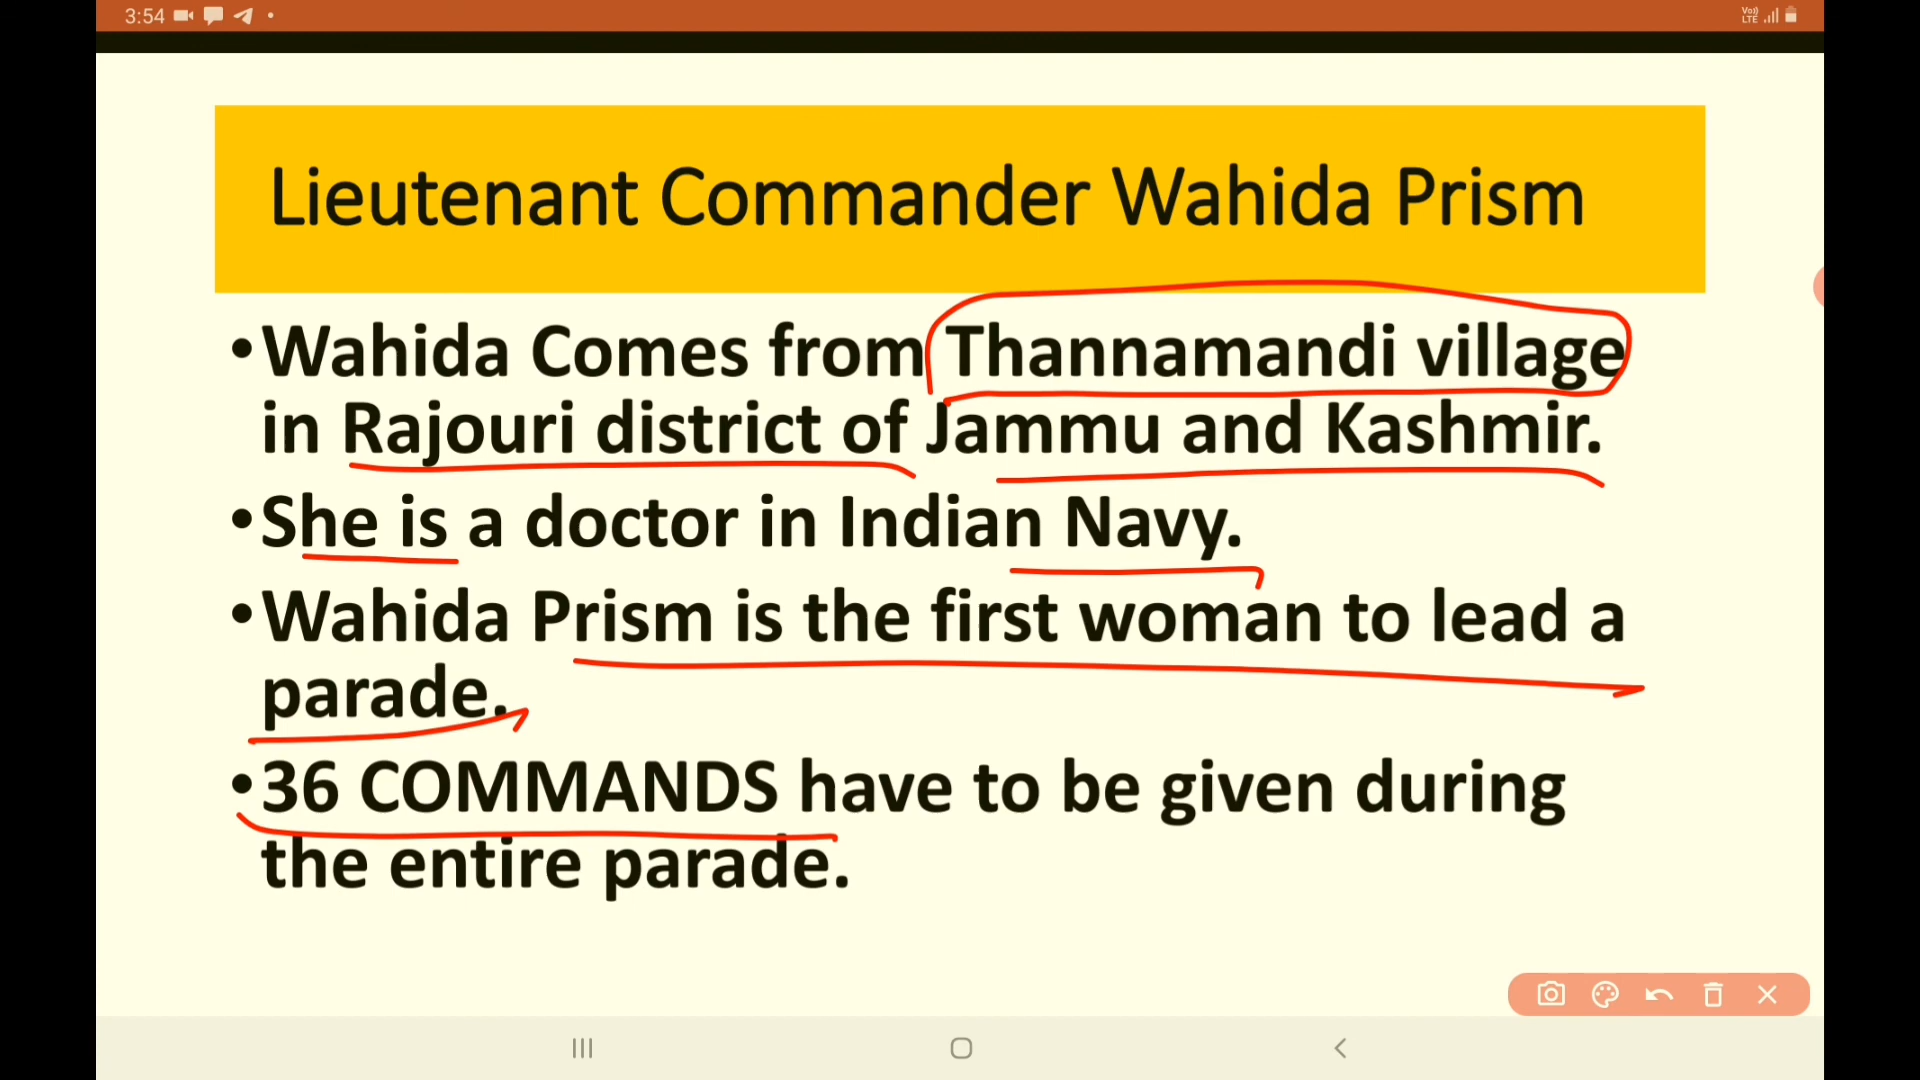 3:54
Vo)) LTE
Lieutenant Commander Wahida Prism
•Wahida Comes from Thannamandi village
in Rajouri district of Jammu and Kashmir.
•She is a doctor in Indian Navy.
•Wahida Prism is the first woman to lead a
parade.
•36 COMMANDS have to be given during
the entire parade.